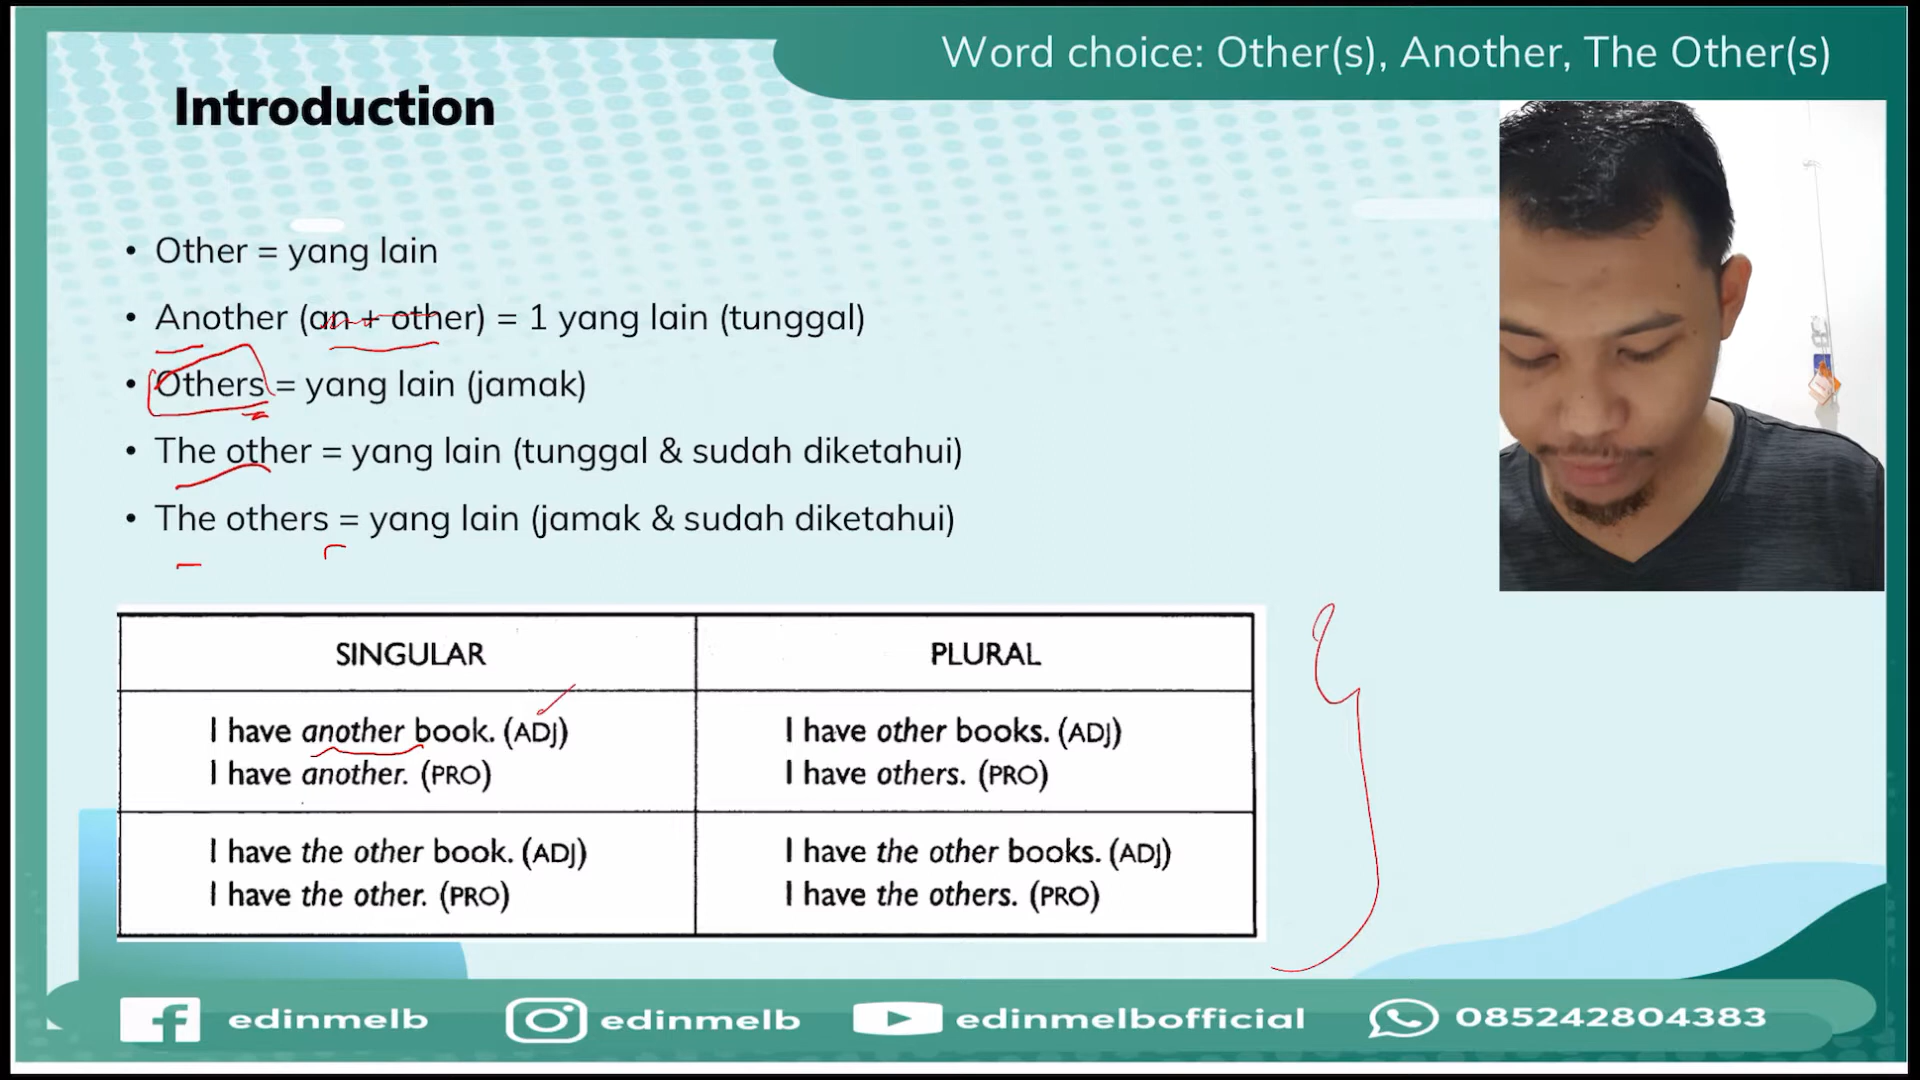 Word choice: Other(s), Another, The Other(s)
Introduction
• Other = yang lain
• Another (an + other) = 1 yang lain (tunggal)
• Others = yang lain (jamak)
• The other = yang lain (tunggal & sudah diketahui)
• The others = yang lain (jamak & sudah diketahui)
SINGULAR PLURAL
I have another book. (ADJ) I have other books. (ADJ)
I have another. (PRO) I have others. (PRO)
I have the other book. (ADJ) I have the other books. (ADJ)
I have the other. (PRO) I have the others. (PRO)
edinmelb edinmelb edinmelbofficial 085242804383